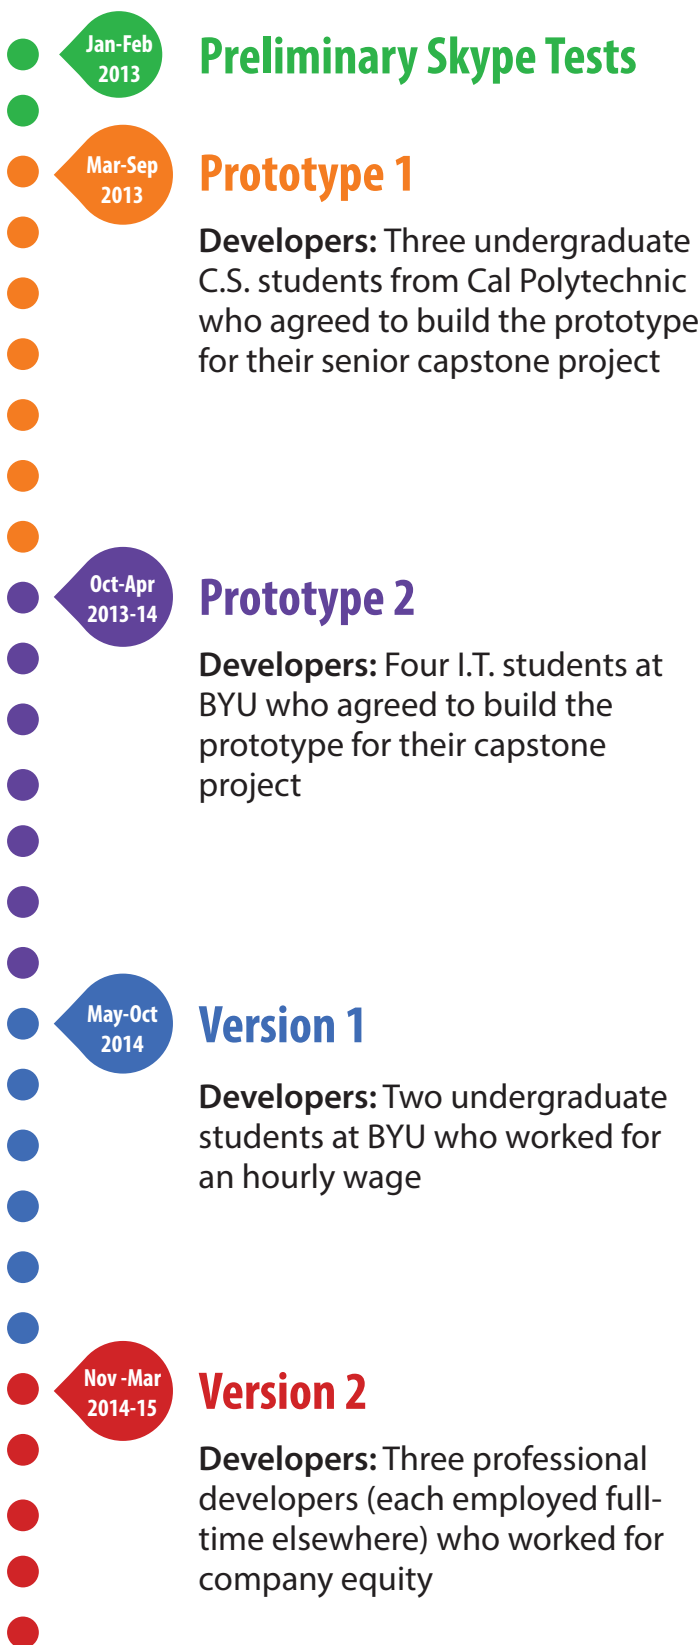 Jan-Feb
2013
Preliminary Skype Tests
Mar-Sep
2013
Prototype 1
Developers: Three undergraduate
C.S. students from Cal Polytechnic
who agreed to build the prototype
for their senior capstone project
Oct-Apr
2013-14
Prototype 2
Developers: Four I.T. students at
BYU who agreed to build the
prototype for their capstone
project
May-Oct
2014
Version 1
Developers: Two undergraduate
students at BYU who worked for
an hourly wage
Nov -Mar
2014-15
Version 2
Developers: Three professional
developers (each employed full-
time elsewhere) who worked for
company equity